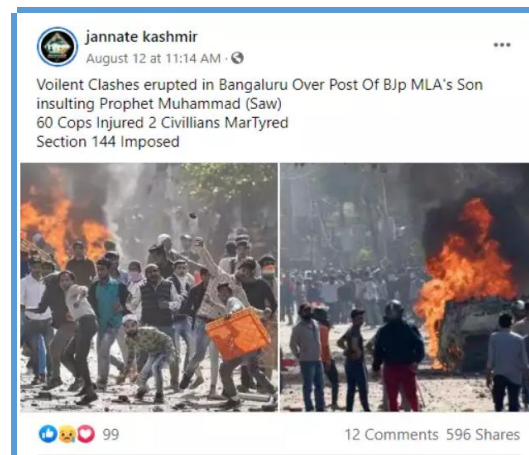 jannate kashmir
August 12 at 11:14 AM ·
Voilent Clashes erupted in Bangaluru Over Post Of BJp MLA's Son
insulting Prophet Muhammad (Saw)
60 Cops Injured 2 Civillians MarTyred
Section 144 Imposed
99
12 Comments 596 Shares